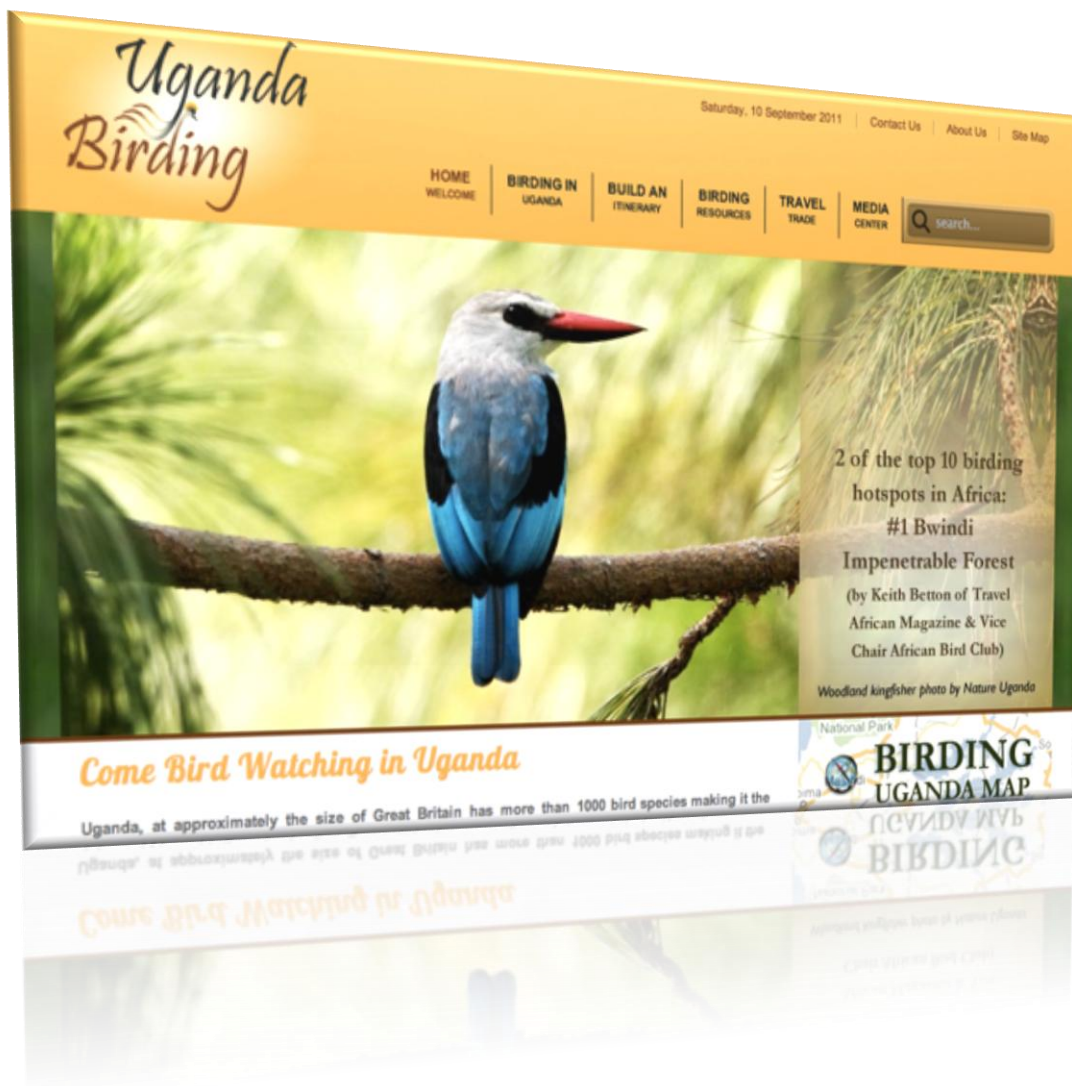 Uganda
Birding
Saturday, 10 September 2011
Contact Us
About Us
Site Map
HOME
WELCOME
BIRDING IN
UGANDA
BUILD AN
ITINERARY
BIRDING
RESOURCES
TRAVEL
TRADE
MEDIA
CENTER
search...
2 of the top 10 birding
hotspots in Africa:
#1 Bwindi
Impenetrable Forest
(by Keith Betton of Travel
African Magazine & Vice
Chair African Bird Club)
Woodland kingfisher photo by Nature Uganda
Come Bird Watching in Uganda
Uganda, at approximately the size of Great Britain has more than 1000 bird species making it the
National Park
BIRDING
UGANDA MAP